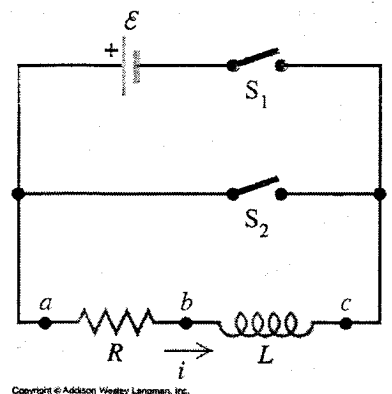 ℰ
+
S₁
S₂
a b c
R i L
Copyright © Addison Wesley Longman, Inc.